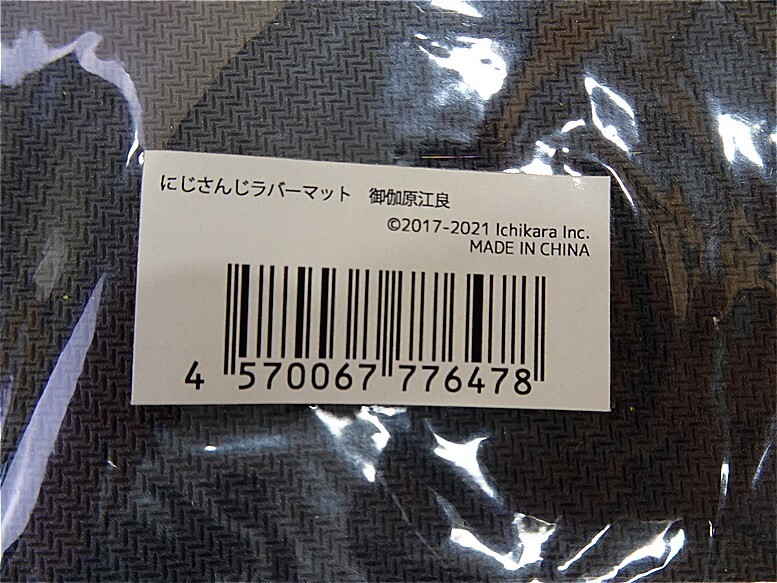 にじさんじラバーマット　御伽原江良
©2017-2021 Ichikara Inc.
MADE IN CHINA
4 570067 776478